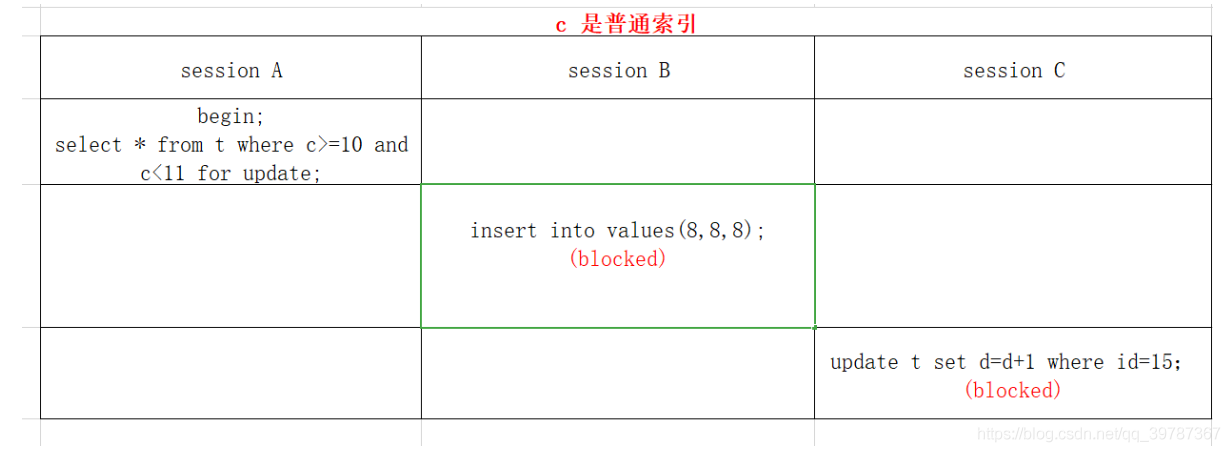 c 是普通索引
session A
session B
session C
begin;
select * from t where c>=10 and
c<11 for update;
insert into values(8,8,8);
(blocked)
update t set d=d+1 where id=15;
(blocked)
https://blog.csdn.net/qq_39787367